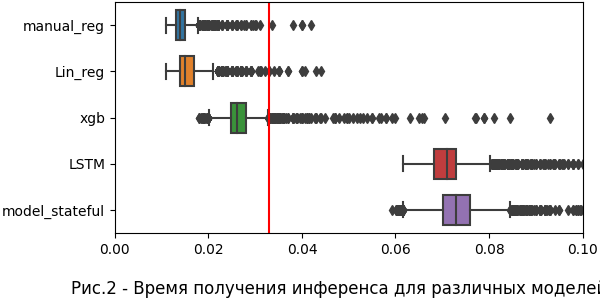 manual_reg
Lin_reg
xgb
LSTM
model_stateful
0.00 0.02 0.04 0.06 0.08 0.10
Рис.2 - Время получения инференса для различных моделей